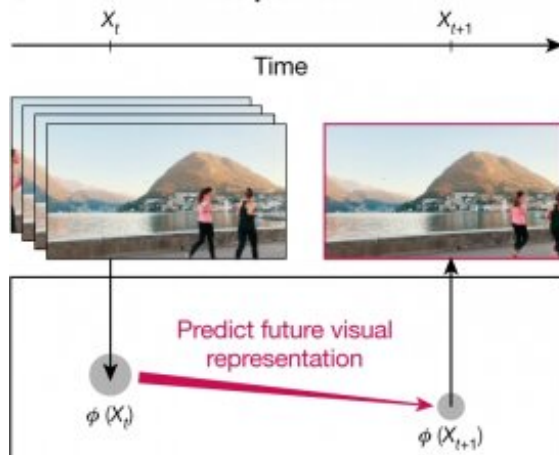 X_t X_{t+1}
Time
Predict future visual
representation
ϕ (X_t)
ϕ (X_{t+1})